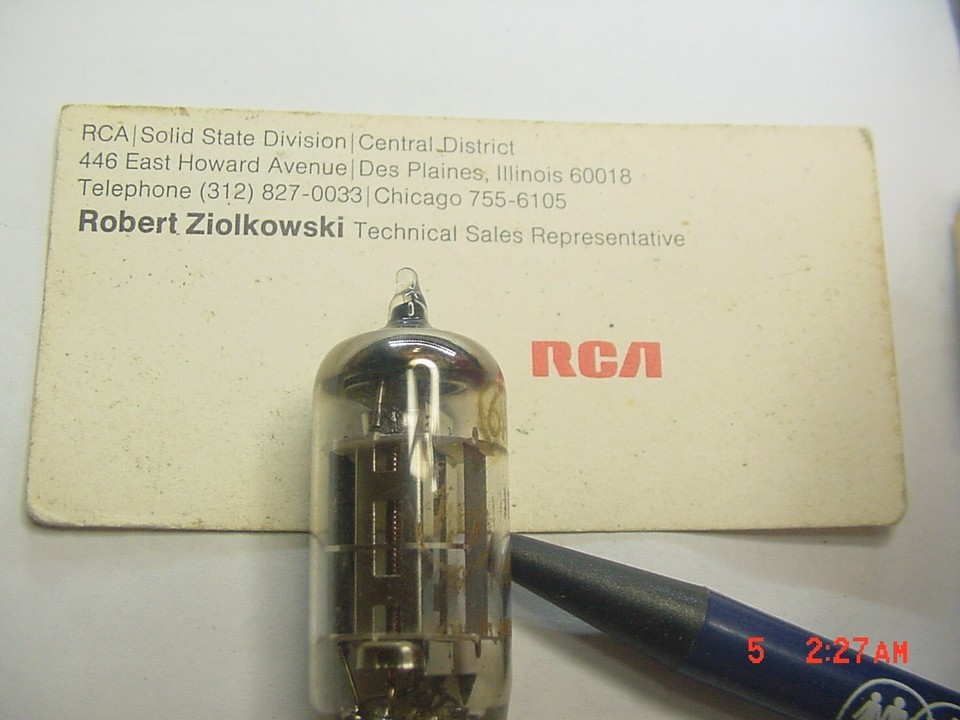 RCA|Solid State Division|Central District
446 East Howard Avenue|Des Plaines, Illinois 60018
Telephone (312) 827-0033|Chicago 755-6105
Robert Ziolkowski Technical Sales Representative
RCA
5 2:27AM